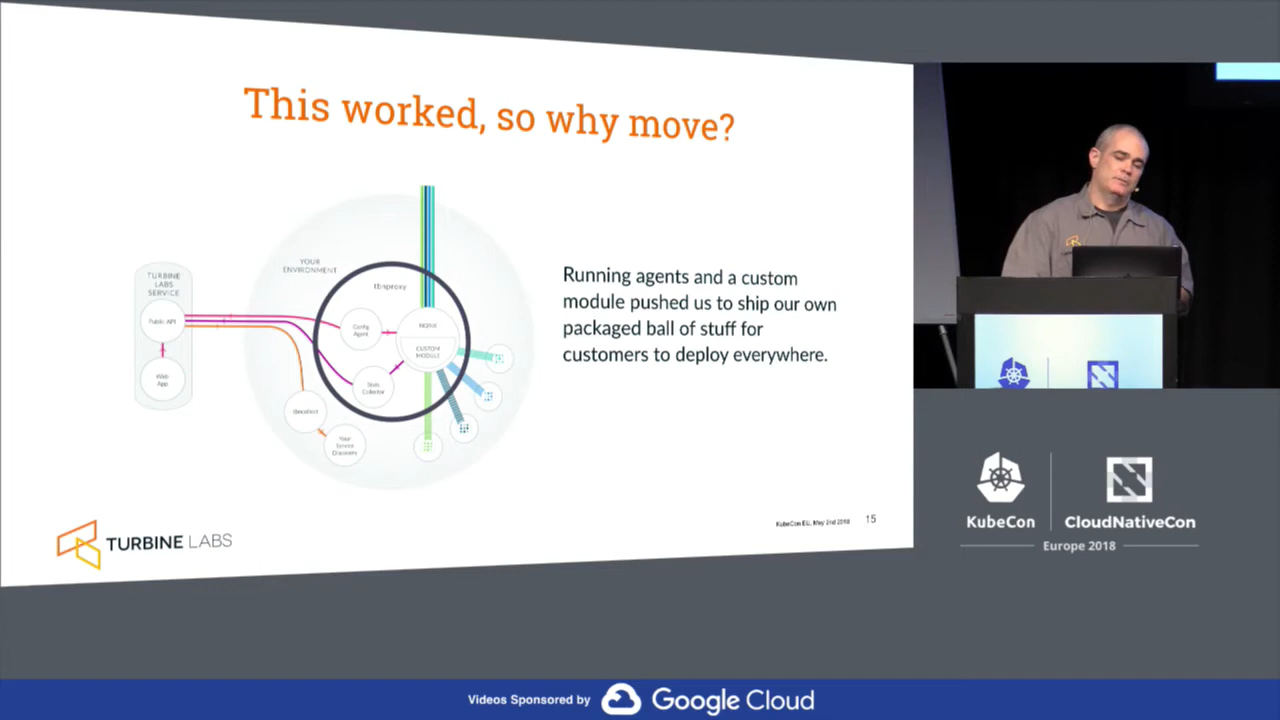 This worked, so why move?
TURBINE
LABS
SERVICE
Public API
Web
App
YOUR
ENVIRONMENT
tbnproxy
Config
Agent
NGINX
CUSTOM
MODULE
Stats
Collector
tbncollect
Your
Service
Discovery
Running agents and a custom
module pushed us to ship our own
packaged ball of stuff for
customers to deploy everywhere.
TURBINE LABS
KubeCon EU, May 2nd 2018
15
KubeCon
CloudNativeCon
Europe 2018
Videos Sponsored by
Google Cloud